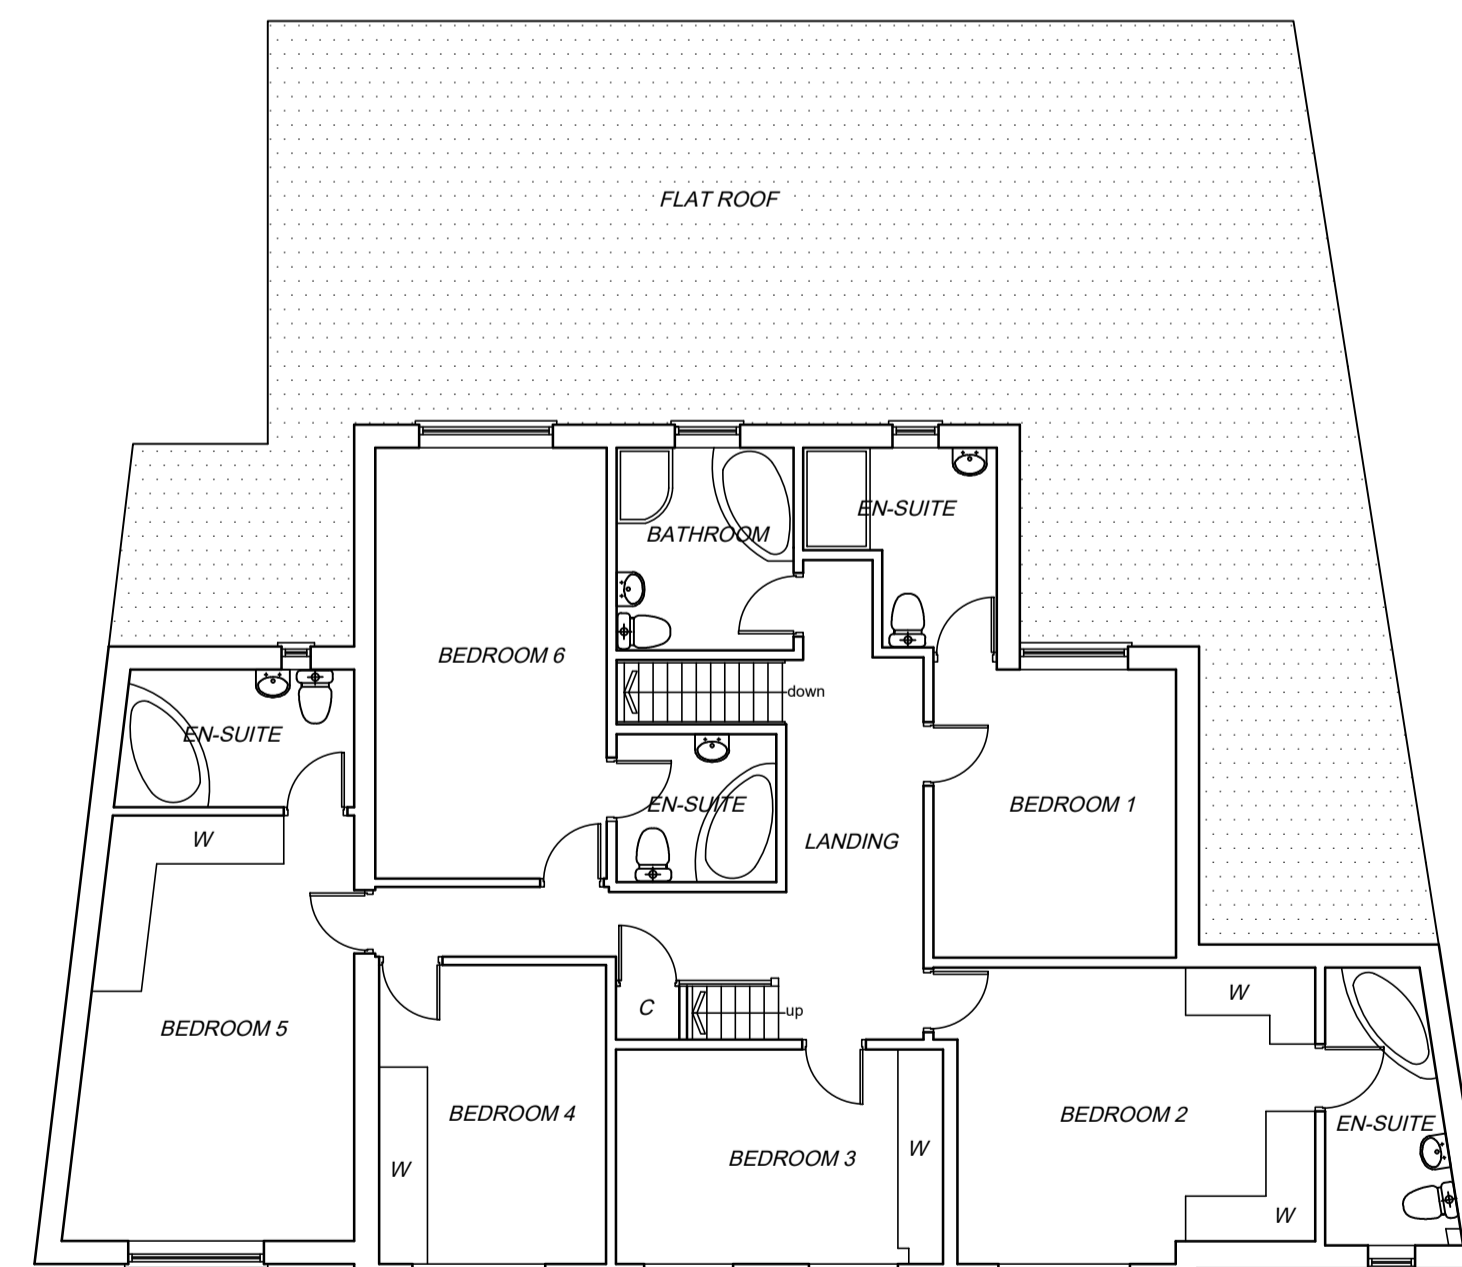 FLAT ROOF
EN-SUITE
BATHROOM
BEDROOM 6
down
EN-SUITE
EN-SUITE
BEDROOM 1
W
LANDING
W
C
up
BEDROOM 5
BEDROOM 4
BEDROOM 2
EN-SUITE
W
BEDROOM 3
W
W